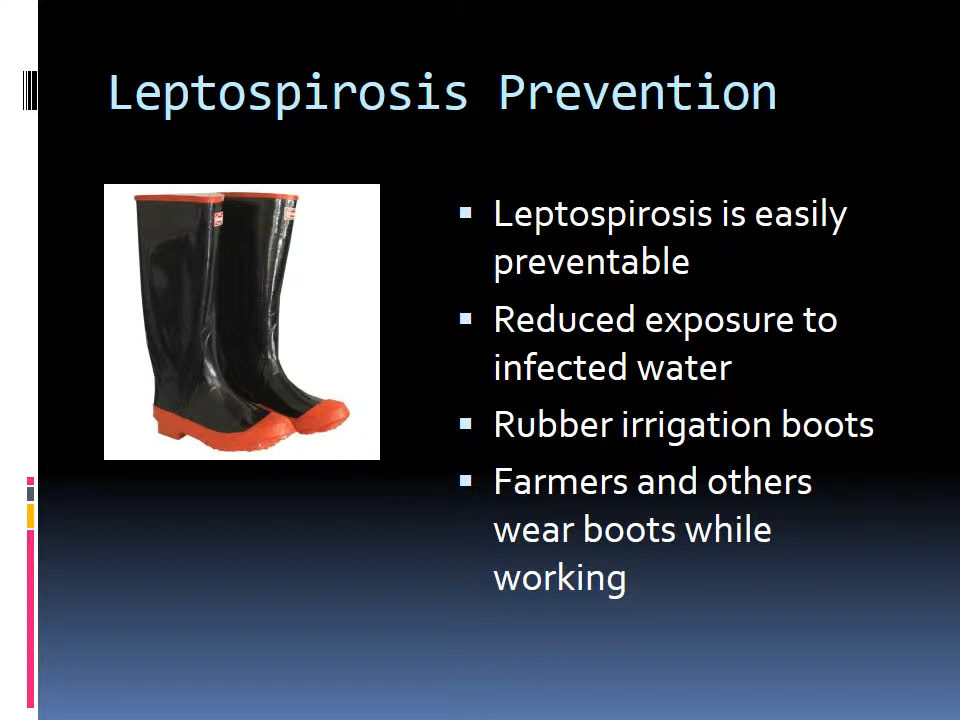 Leptospirosis Prevention
Leptospirosis is easily
preventable
Reduced exposure to
infected water
Rubber irrigation boots
Farmers and others
wear boots while
working